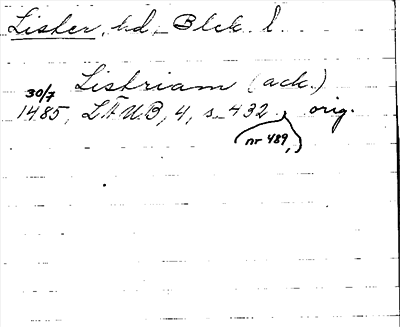 Lister, hd, Blek. l.
Listriam (ack.)
30/7
1485, LÄUB, 4, s. 432, orig.
(nr 489,)